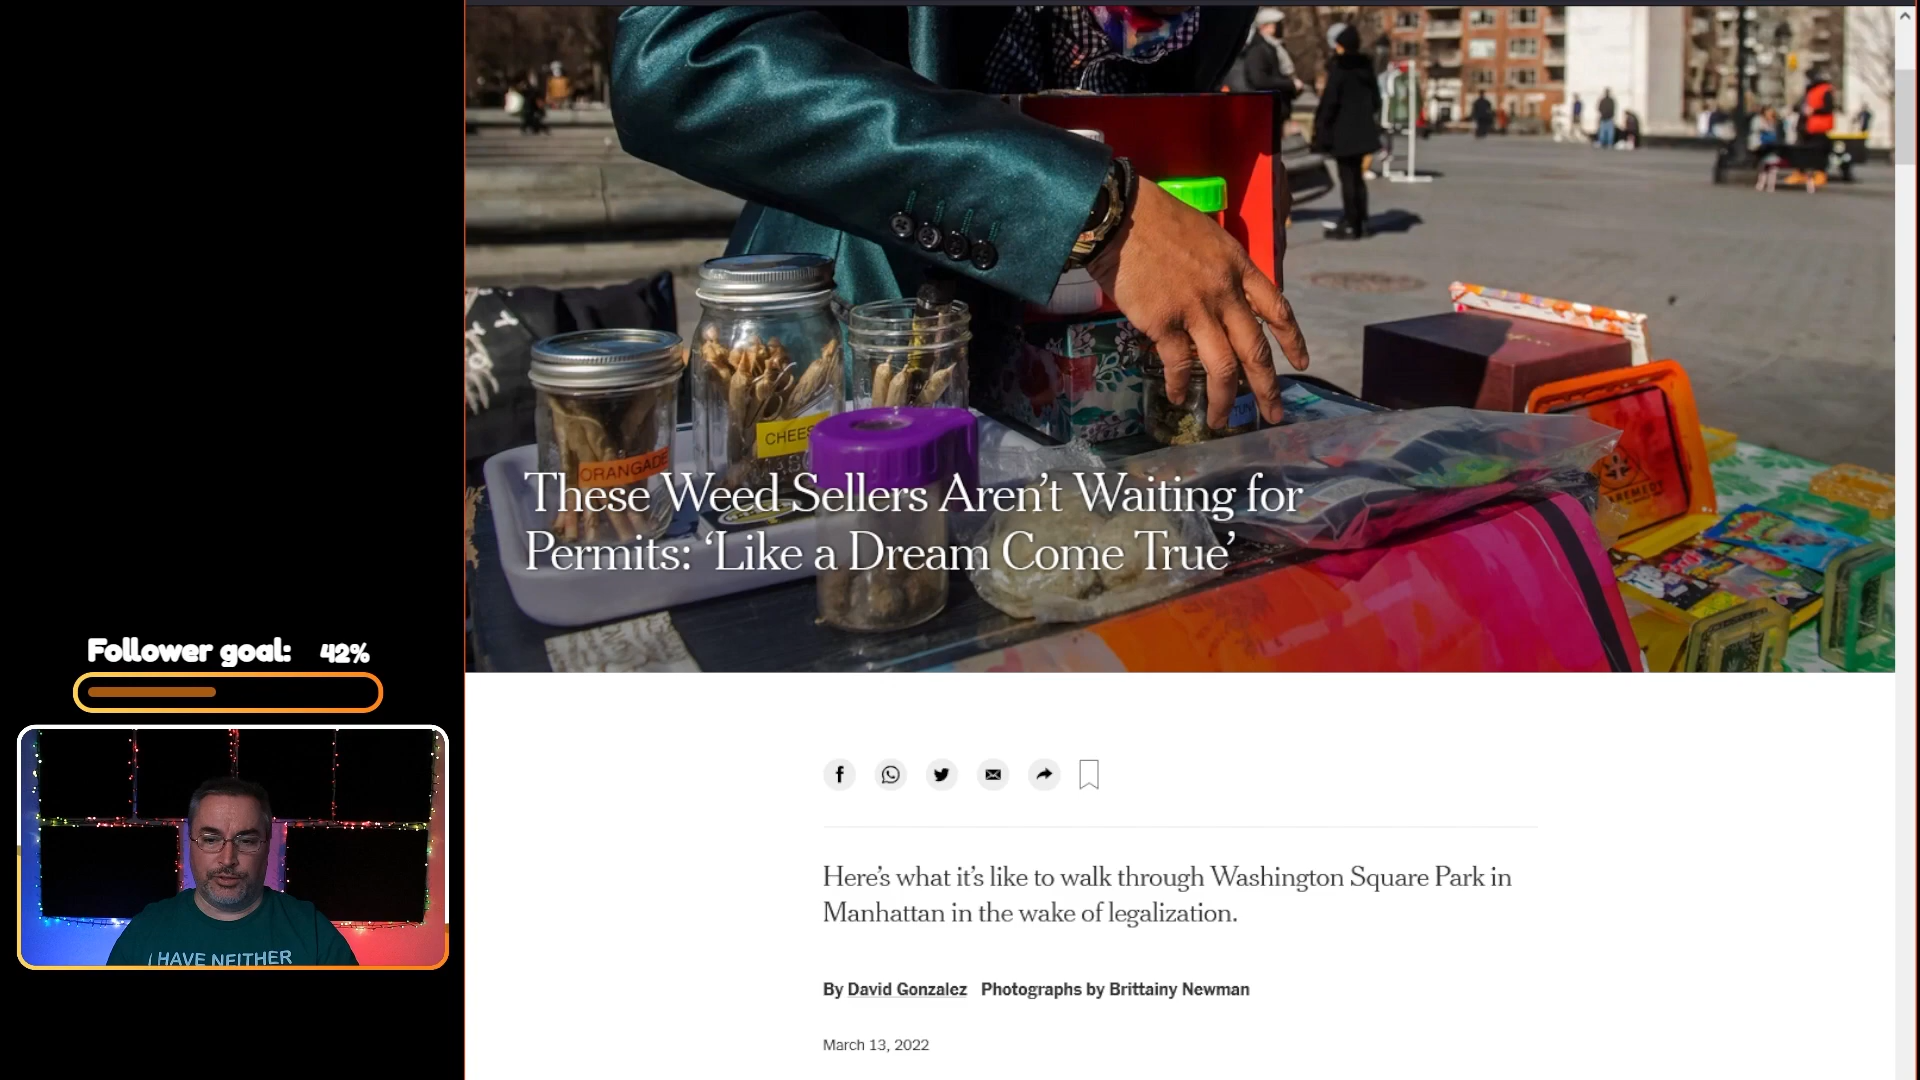 ORANGADE
CHEES
These Weed Sellers Aren’t Waiting for
Permits: ‘Like a Dream Come True’
Follower goal: 42%
Here’s what it’s like to walk through Washington Square Park in
Manhattan in the wake of legalization.
I HAVE NEITHER
By David Gonzalez Photographs by Brittainy Newman
March 13, 2022